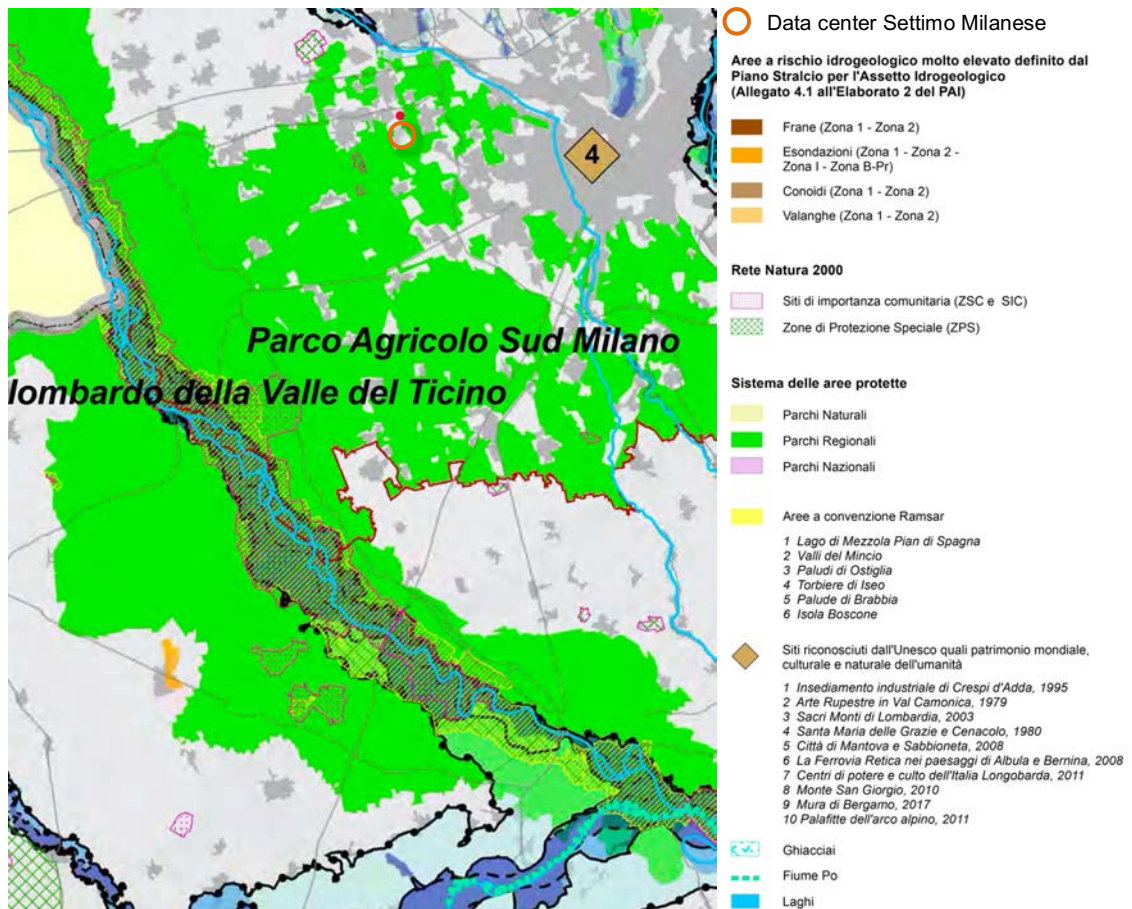 Parco Agricolo Sud Milano
lombardo della Valle del Ticino
4
Data center Settimo Milanese
Aree a rischio idrogeologico molto elevato definito dal
Piano Stralcio per l'Assetto Idrogeologico
(Allegato 4.1 all'Elaborato 2 del PAI)
Frane (Zona 1 - Zona 2)
Esondazioni (Zona 1 - Zona 2 -
Zona I - Zona B-Pr)
Conoidi (Zona 1 - Zona 2)
Valanghe (Zona 1 - Zona 2)
Rete Natura 2000
Siti di importanza comunitaria (ZSC e SIC)
Zone di Protezione Speciale (ZPS)
Sistema delle aree protette
Parchi Naturali
Parchi Regionali
Parchi Nazionali
Aree a convenzione Ramsar
1 Lago di Mezzola Pian di Spagna
2 Valli del Mincio
3 Paludi di Ostiglia
4 Torbiere di Iseo
5 Palude di Brabbia
6 Isola Boscone
Siti riconosciuti dall'Unesco quali patrimonio mondiale,
culturale e naturale dell'umanità
1 Insediamento industriale di Crespi d'Adda, 1995
2 Arte Rupestre in Val Camonica, 1979
3 Sacri Monti di Lombardia, 2003
4 Santa Maria delle Grazie e Cenacolo, 1980
5 Città di Mantova e Sabbioneta, 2008
6 La Ferrovia Retica nei paesaggi di Albula e Bernina, 2008
7 Centri di potere e culto dell'Italia Longobarda, 2011
8 Monte San Giorgio, 2010
9 Mura di Bergamo, 2017
10 Palafitte dell'arco alpino, 2011
Ghiacciai
Fiume Po
Laghi